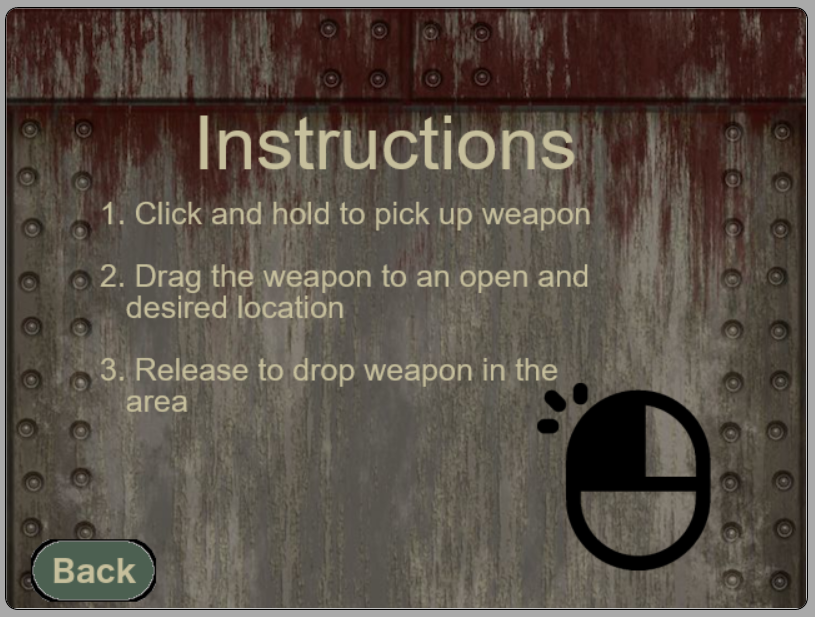 Instructions
1. Click and hold to pick up weapon
2. Drag the weapon to an open and
desired location
3. Release to drop weapon in the
area
Back